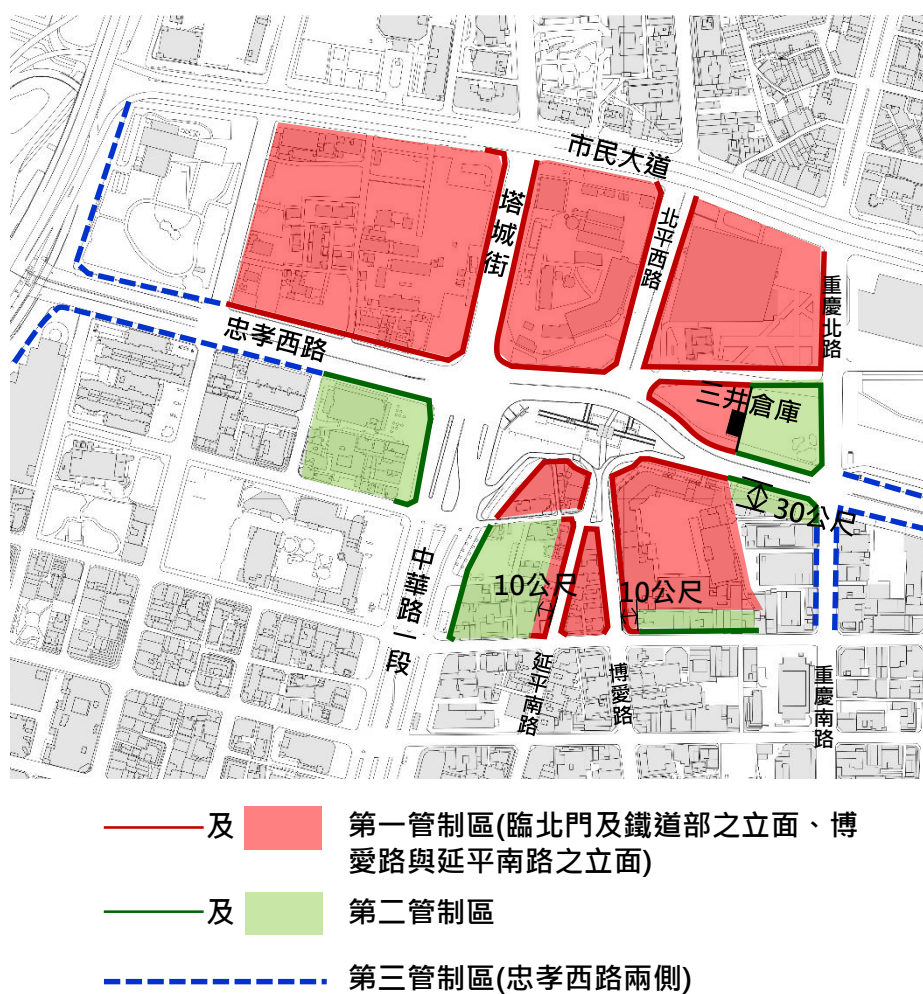 市民大道
塔城街
北平西路
重慶北路
忠孝西路
三井倉庫
30公尺
中華路一段
10公尺
10公尺
延平南路
博愛路
重慶南路
及 第一管制區(臨北門及鐵道部之立面、博
愛路與延平南路之立面)
及 第二管制區
第三管制區(忠孝西路兩側)